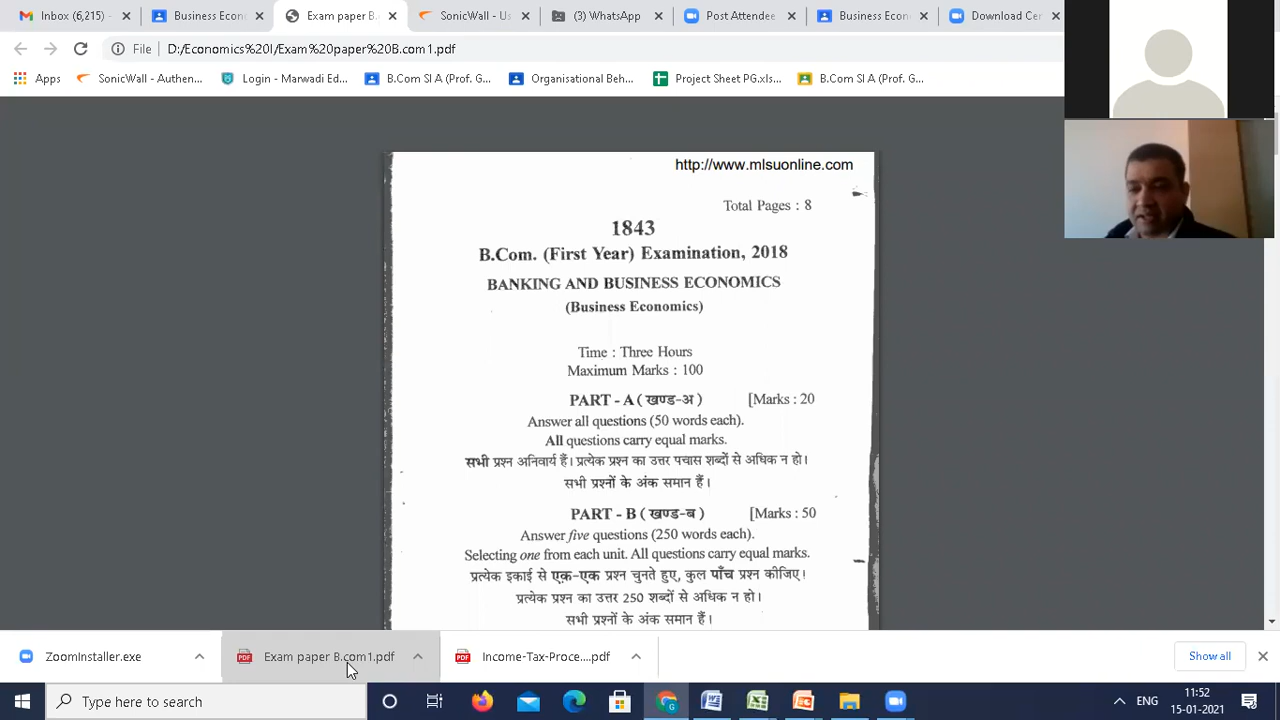 Inbox (6,215) -
Business Econ
Exam paper B.c
SonicWall - Us
(3) WhatsApp
Post Attendee
Business Econ
Download Cer
File
D:/Economics%20I/Exam%20paper%20B.com1.pdf
Apps
SonicWall - Authen...
Login - Marwadi Ed...
B.Com SI A (Prof. G...
Organisational Beh...
Project Sheet PG.xls...
B.Com SI A (Prof. G...
http://www.mlsuonline.com
Total Pages : 8
1843
B.Com. (First Year) Examination, 2018
BANKING AND BUSINESS ECONOMICS
(Business Economics)
Time : Three Hours
Maximum Marks : 100
PART - A ( खण्ड-अ ) [Marks : 20
Answer all questions (50 words each).
All questions carry equal marks.
सभी प्रश्न अनिवार्य हैं। प्रत्येक प्रश्न का उत्तर पचास शब्दों से अधिक न हो।
सभी प्रश्नों के अंक समान हैं।
PART - B ( खण्ड-ब ) [Marks : 50
Answer five questions (250 words each).
Selecting one from each unit. All questions carry equal marks.
प्रत्येक इकाई से एक-एक प्रश्न चुनते हुए, कुल पाँच प्रश्न कीजिए।
प्रत्येक प्रश्न का उत्तर 250 शब्दों से अधिक न हो।
सभी प्रश्नों के अंक समान हैं।
ZoomInstaller.exe
Exam paper B.com1.pdf
Income-Tax-Proce....pdf
Show all
Type here to search
ENG
11:52
15-01-2021